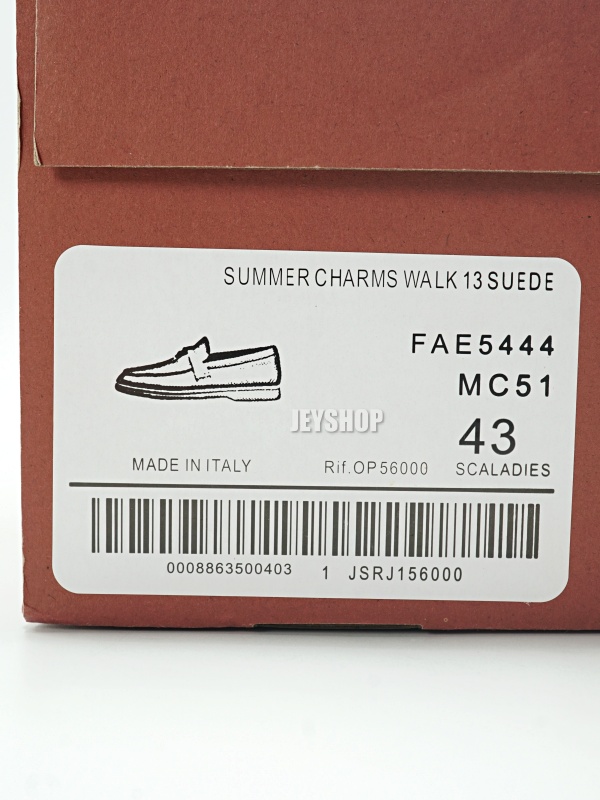 SUMMER CHARMS WALK 13 SUEDE
FAE5444
MC51
JEYSHOP
43
MADE IN ITALY Rif.OP56000 SCALADIES
0008863500403 1 JSRJ156000